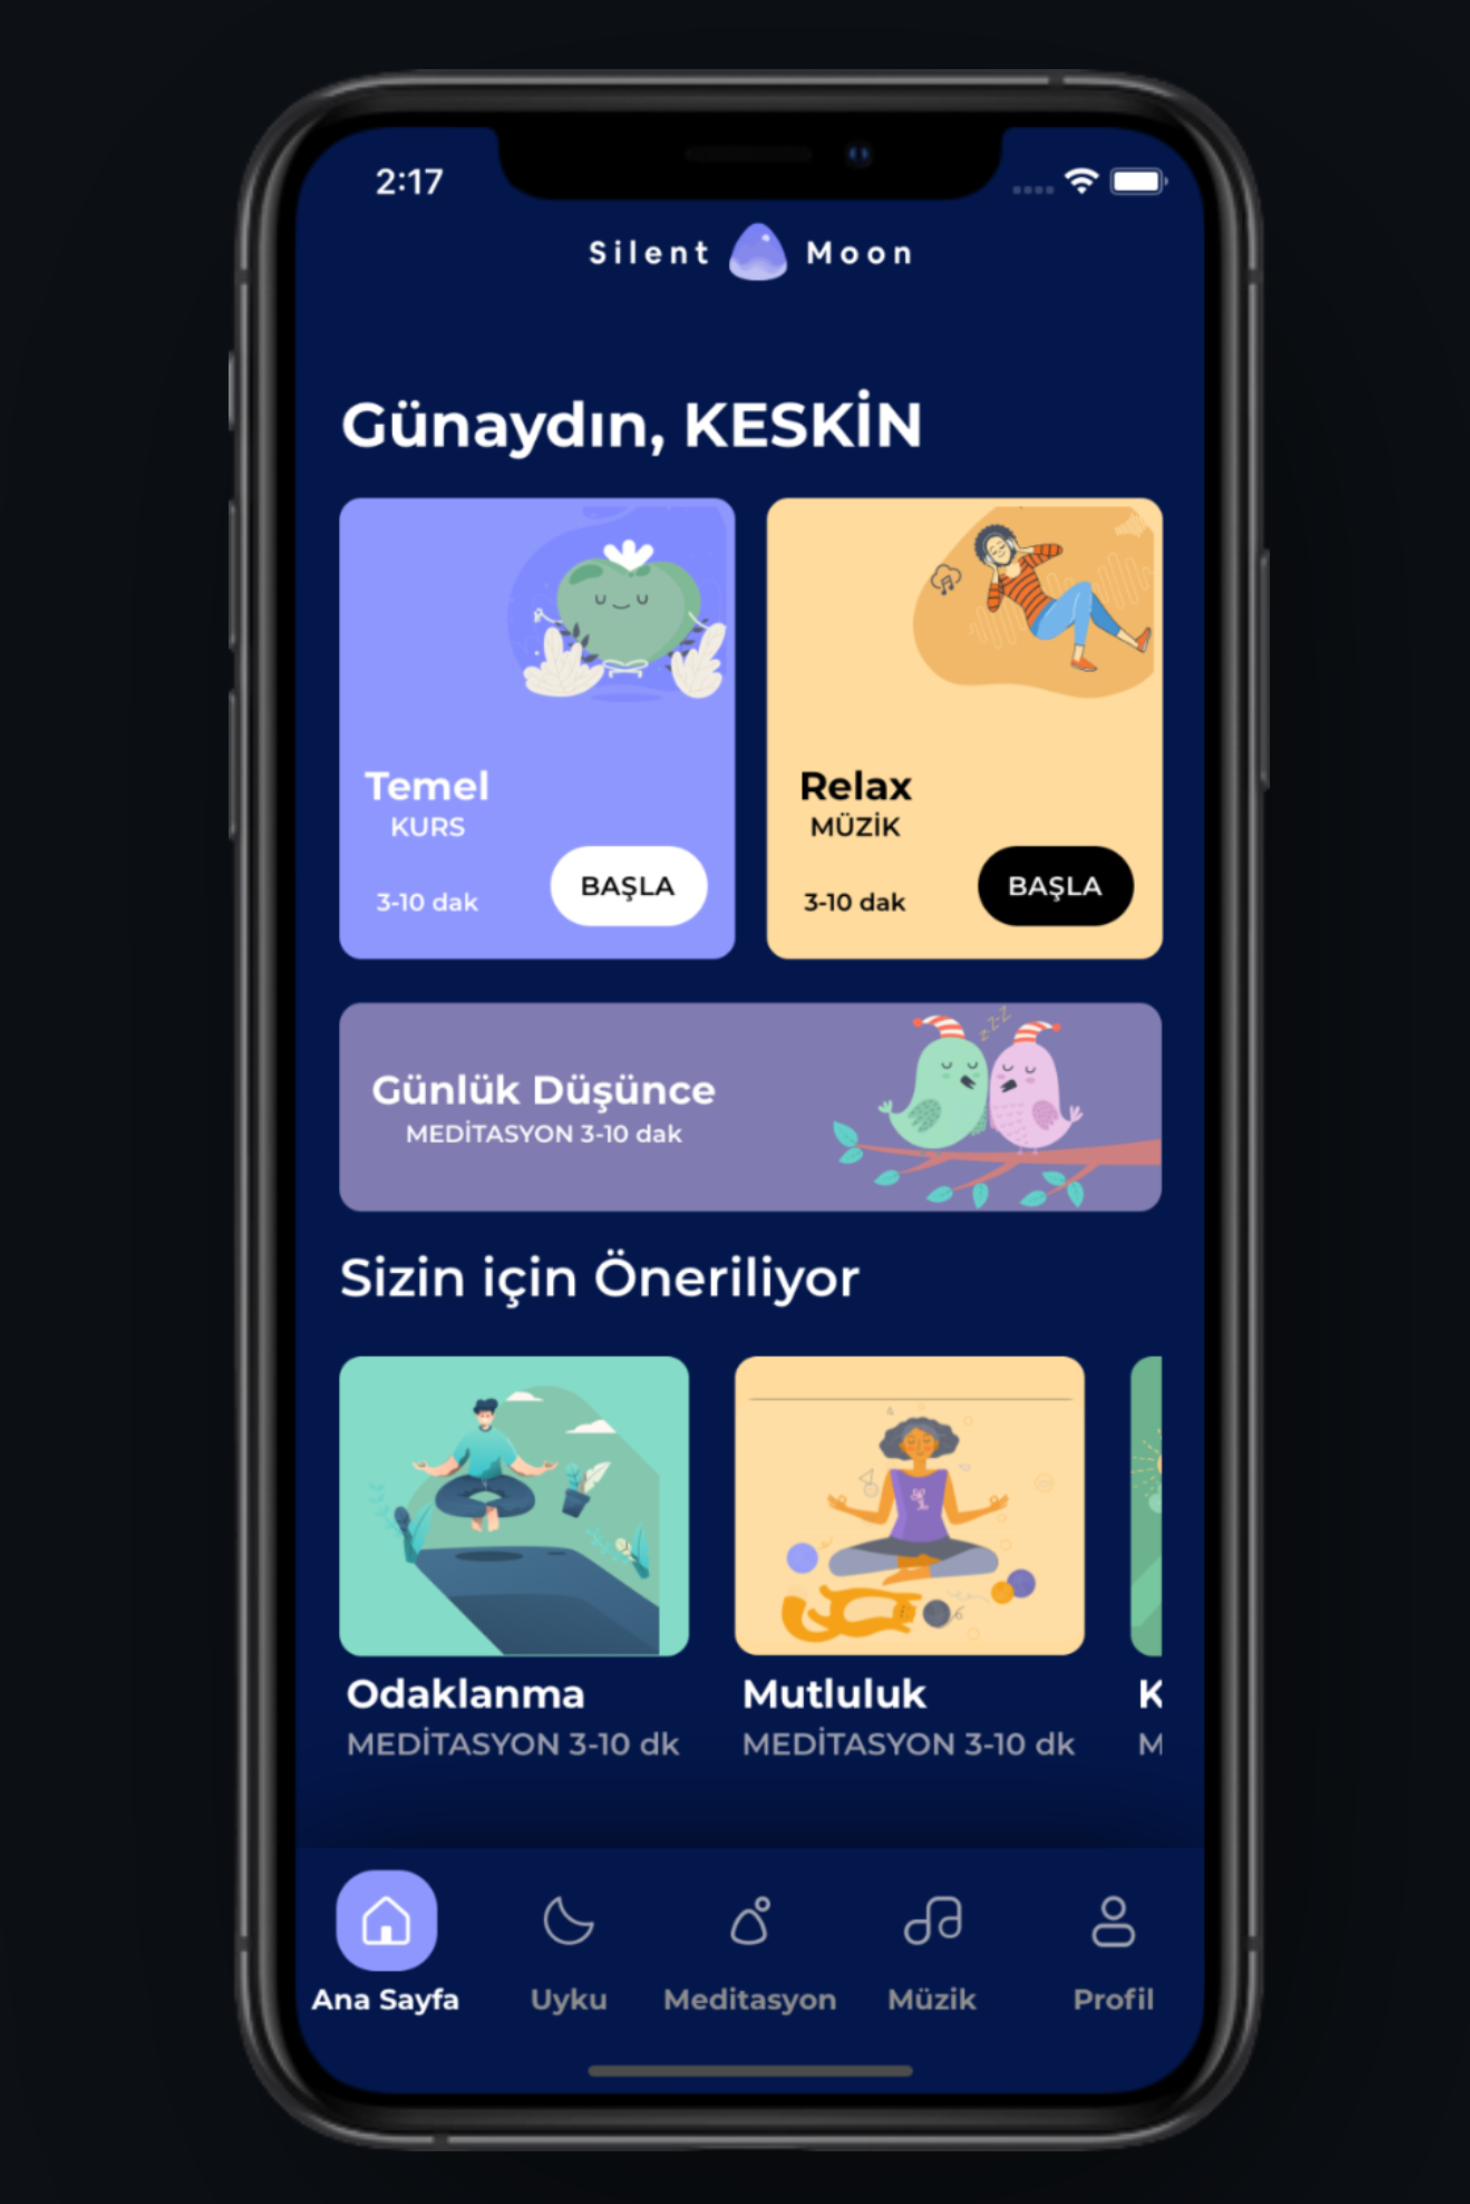 2:17
Silent Moon
Günaydın, KESKİN
Temel
KURS
3-10 dak
BAŞLA
Relax
MÜZİK
3-10 dak
BAŞLA
Günlük Düşünce
MEDİTASYON 3-10 dak
Sizin için Öneriliyor
Odaklanma
MEDİTASYON 3-10 dk
Mutluluk
MEDİTASYON 3-10 dk
K
M
Ana Sayfa
Uyku
Meditasyon
Müzik
Profil